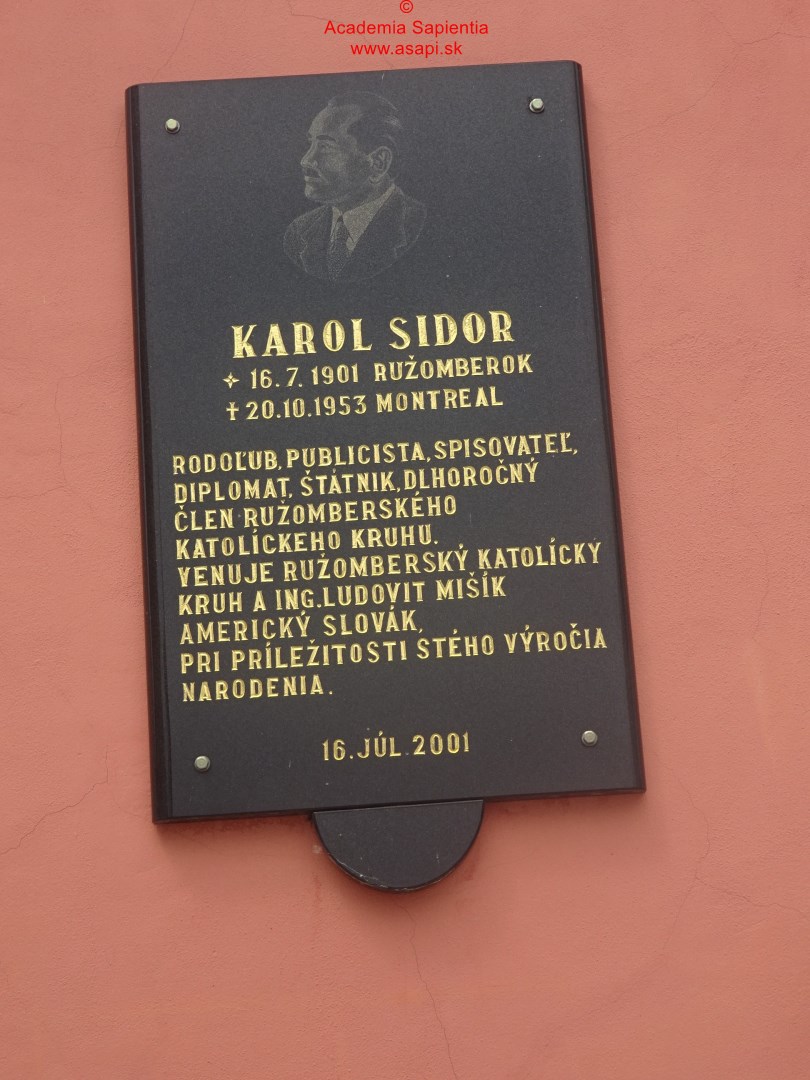 ©
Academia Sapientia
www.asapi.sk
KAROL SIDOR
✧ 16.7.1901 RUŽOMBEROK
✝ 20.10.1953 MONTREAL
RODOĽUB, PUBLICISTA, SPISOVATEĽ,
DIPLOMAT, ŠTÁTNIK, DLHOROČNÝ
ČLEN RUŽOMBERSKÉHO
KATOLÍCKEHO KRUHU.
VENUJE RUŽOMBERSKÝ KATOLÍCKY
KRUH A ING.LUDOVIT MIŠÍK
AMERICKÝ SLOVÁK,
PRI PRÍLEŽITOSTI STÉHO VÝROČIA
NARODENIA.
16.JÚL.2001